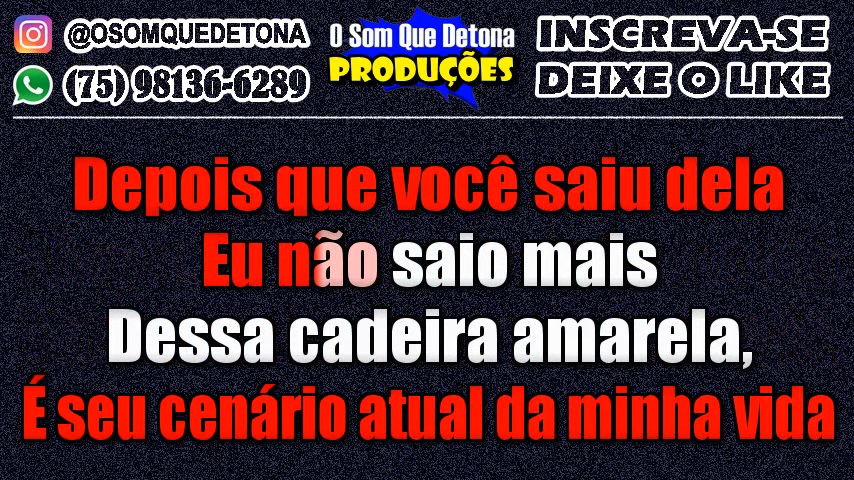 @OSOMQUEDETONA
(75) 98136-6289
O Som Que Detona
PRODUÇÕES
INSCREVA-SE
DEIXE O LIKE
Depois que você saiu dela
Eu não saio mais
Dessa cadeira amarela,
É seu cenário atual da minha vida